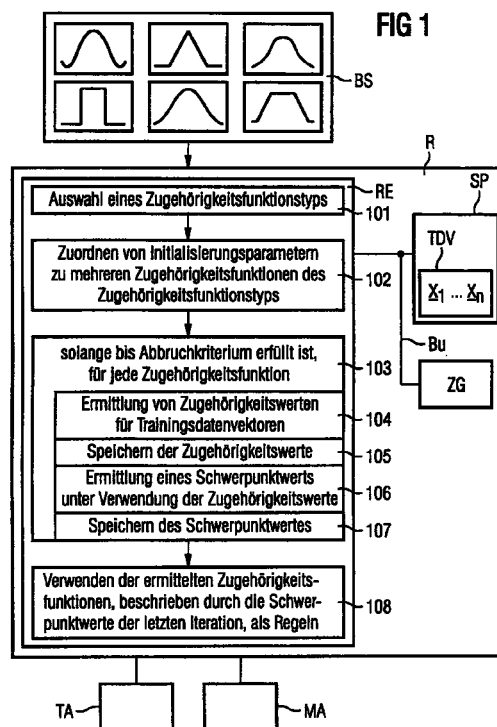 FIG 1
BS
R
RE
SP
Auswahl eines Zugehörigkeitsfunktionstyps
101
TDV
X1 ... Xn
Zuordnen von Initialisierungsparametern
zu mehreren Zugehörigkeitsfunktionen des
Zugehörigkeitsfunktionstyps
102
Bu
ZG
solange bis Abbruchkriterium erfüllt ist,
für jede Zugehörigkeitsfunktion
103
Ermittlung von Zugehörigkeitswerten
für Trainingsdatenvektoren
104
Speichern der Zugehörigkeitswerte
105
Ermittlung eines Schwerpunktwerts
unter Verwendung der Zugehörigkeitswerte
106
Speichern des Schwerpunktwertes
107
Verwenden der ermittelten Zugehörigkeits-
funktionen, beschrieben durch die Schwer-
punktwerte der letzten Iteration, als Regeln
108
TA
MA